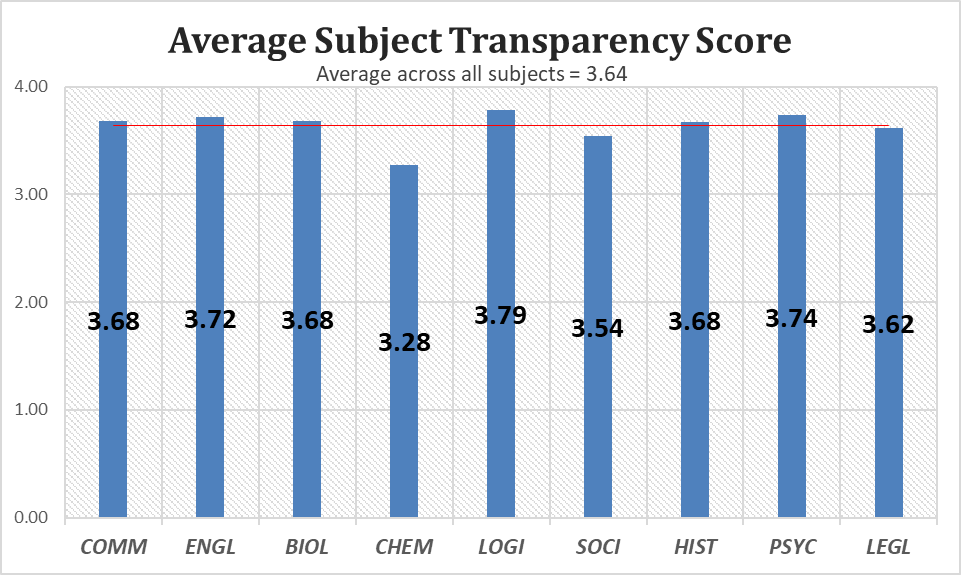 Average Subject Transparency Score
Average across all subjects = 3.64
4.00
3.00
2.00
1.00
0.00
3.68
3.72
3.68
3.28
3.79
3.54
3.68
3.74
3.62
COMM
ENGL
BIOL
CHEM
LOGI
SOCI
HIST
PSYC
LEGL